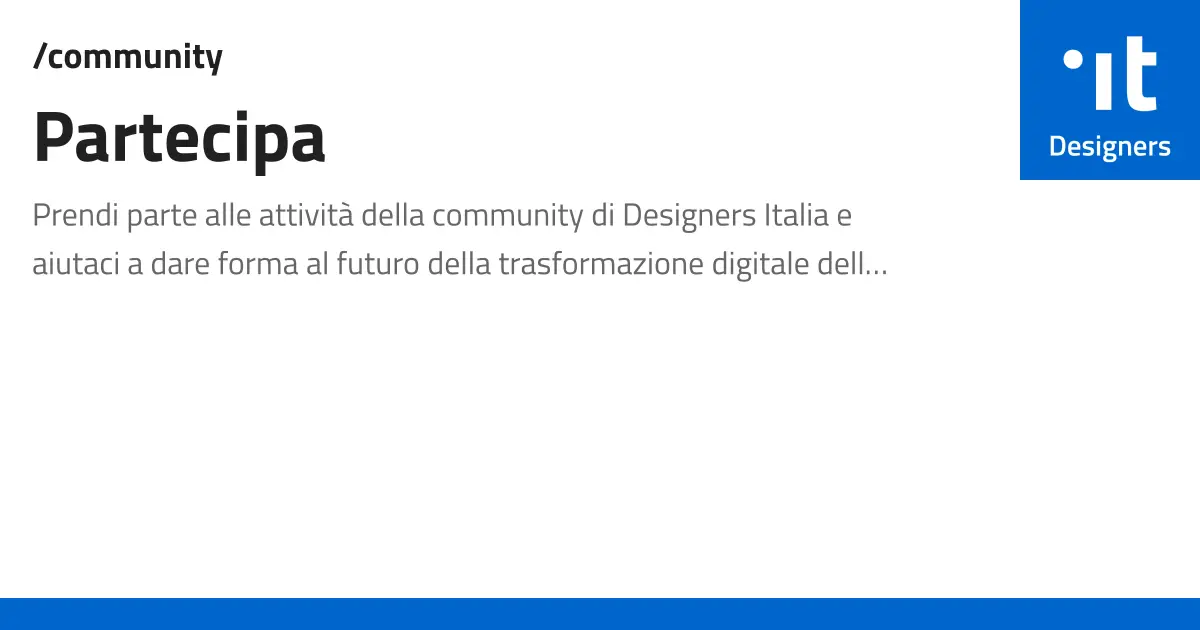 /community
Partecipa
Prendi parte alle attività della community di Designers Italia e
aiutaci a dare forma al futuro della trasformazione digitale dell...
it
Designers